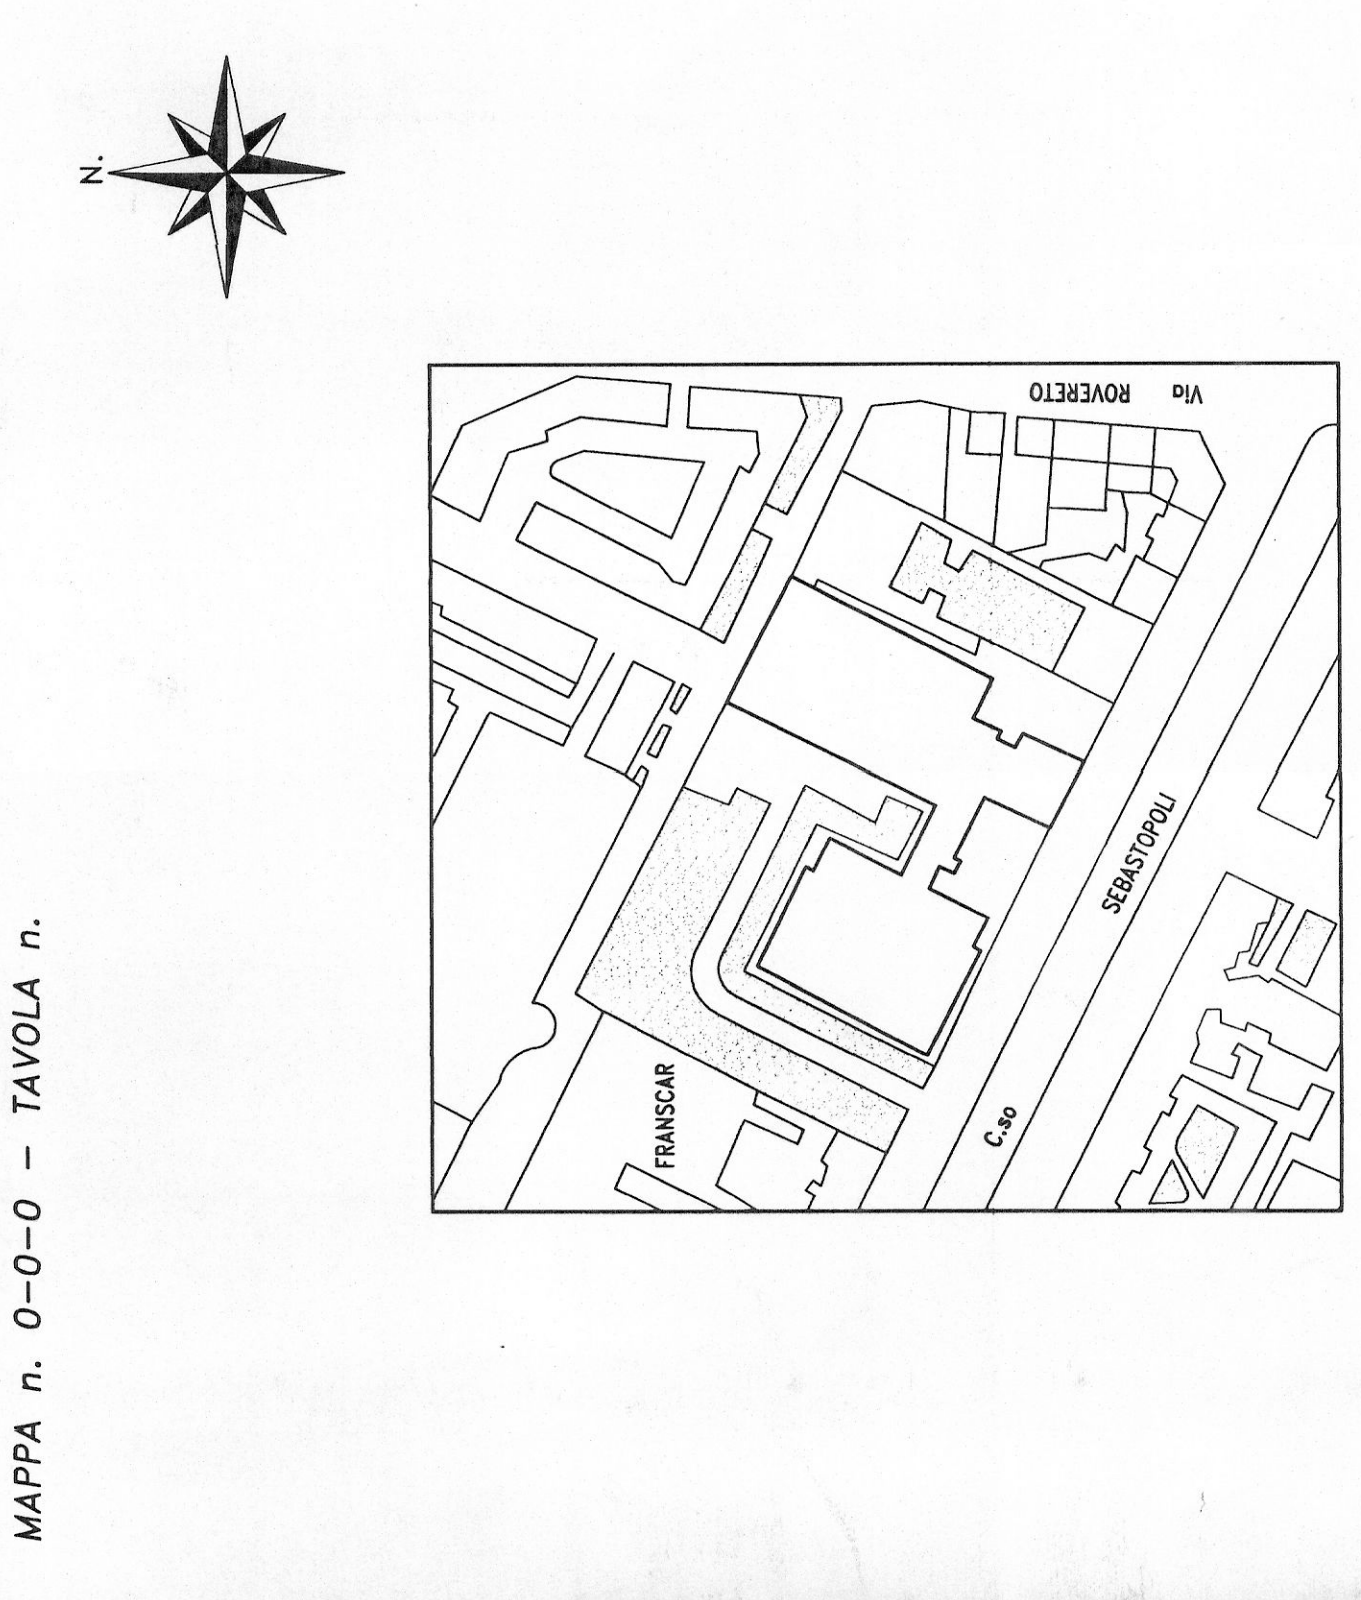 MAPPA n. 0-0-0 - TAVOLA n.
N.
Via ROVERETO
C.so SEBASTOPOLI
FRANSCAR